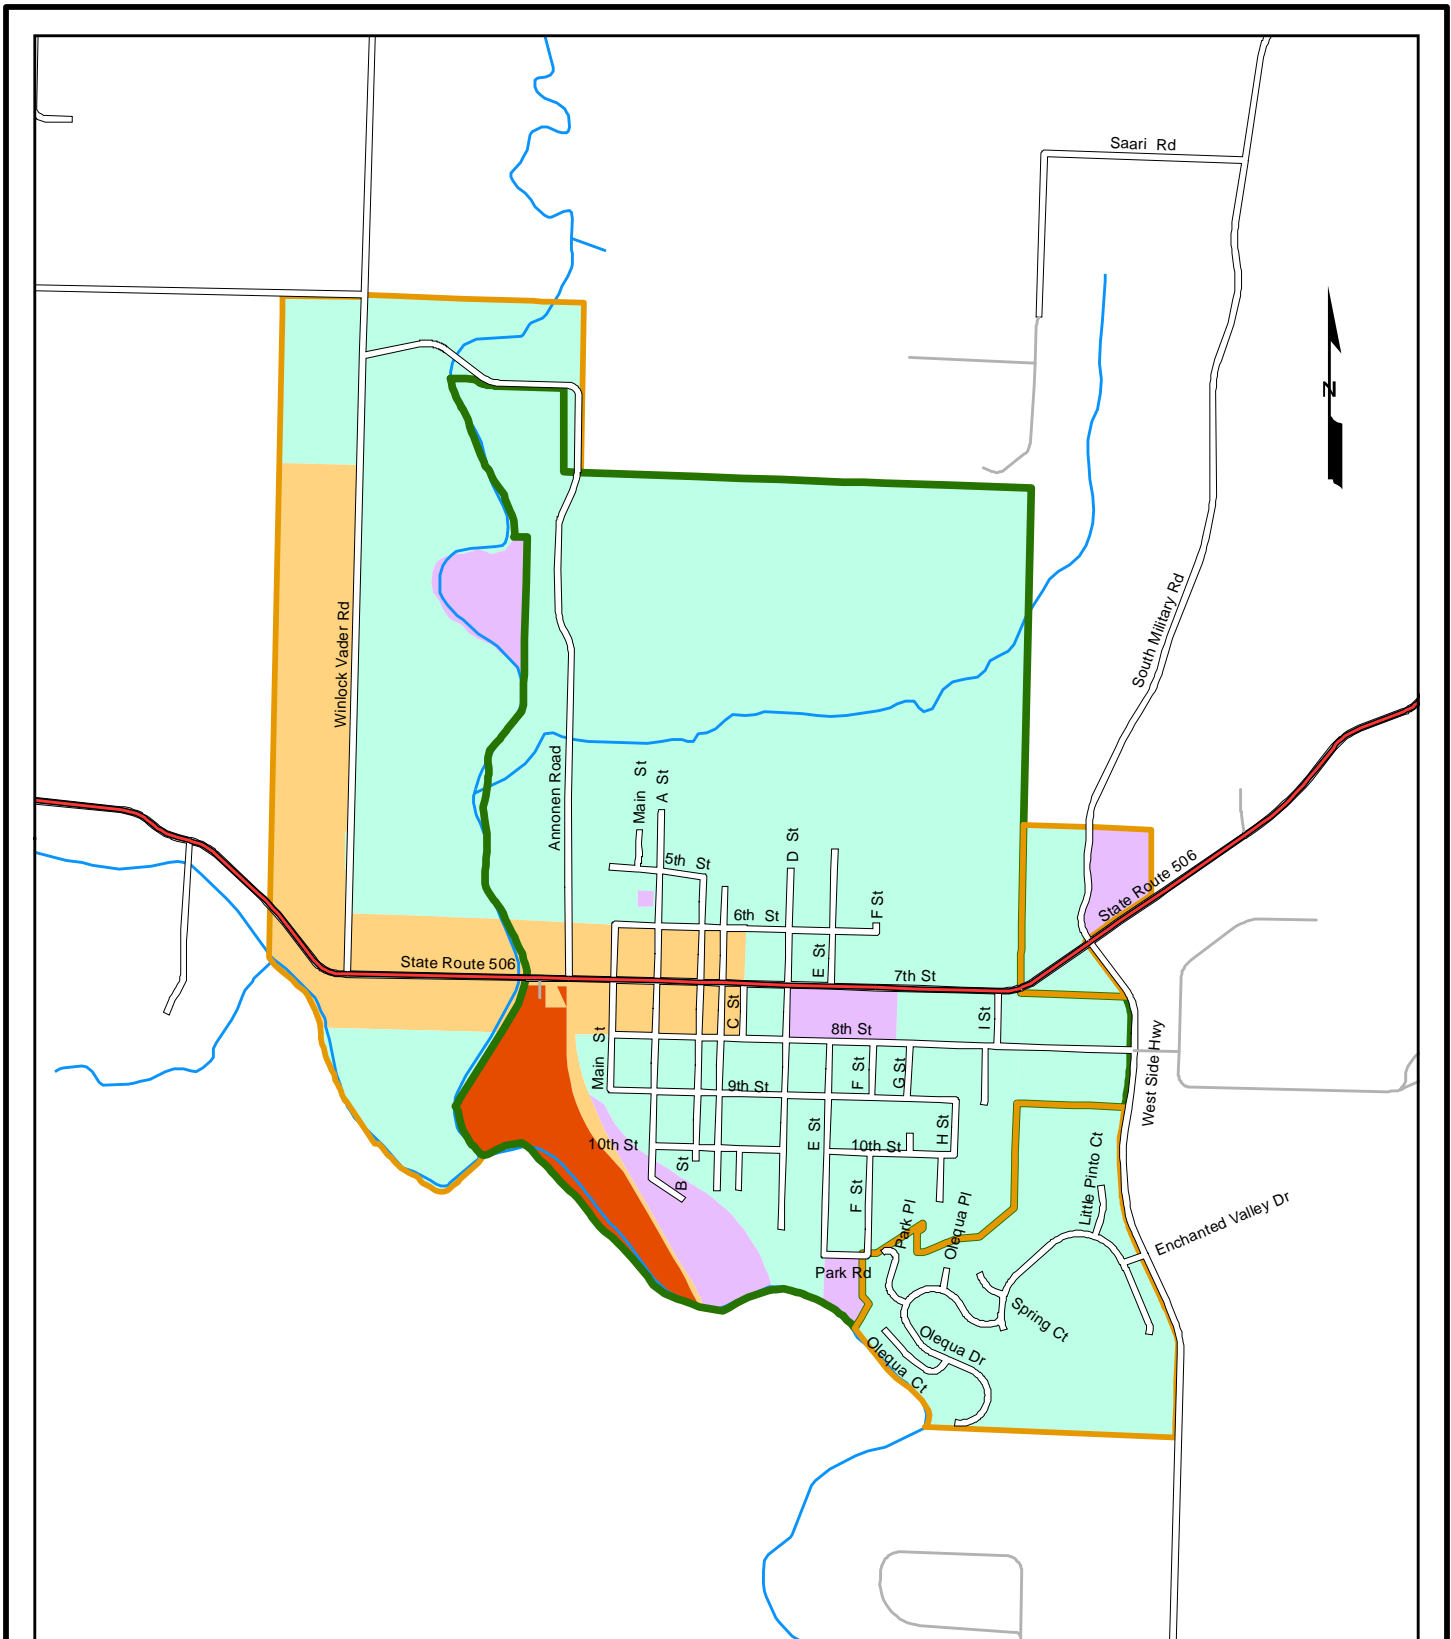 Saari Rd
N
South Military Rd
Winlock Vader Rd
Annonen Road
Main St
A St
5th St
D St
State Route 506
F St
6th St
State Route 506
E St
7th St
C St
I St
8th St
Main St
West Side Hwy
F St
G St
9th St
10th St
E St
H St
10th St
B St
Little Pinto Ct
F St
Park Pl
Olequa Pl
Enchanted Valley Dr
Park Rd
Spring Ct
Olequa Dr
Olequa Ct